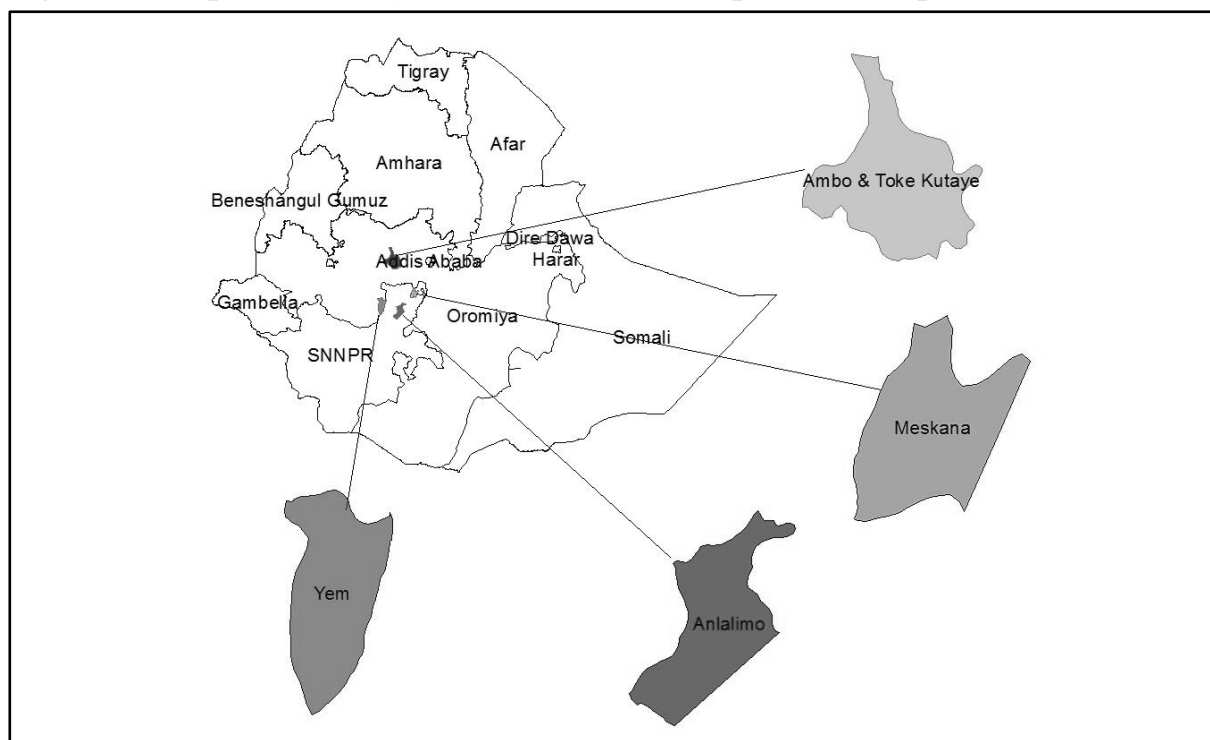 Tigray
Afar
Amhara
Ambo & Toke Kutaye
Beneshangul Gumuz
Dire Dawa
Addis Ababa
Harar
Gambella
Oromiya
Somali
SNNPR
Meskana
Yem
Anlalimo